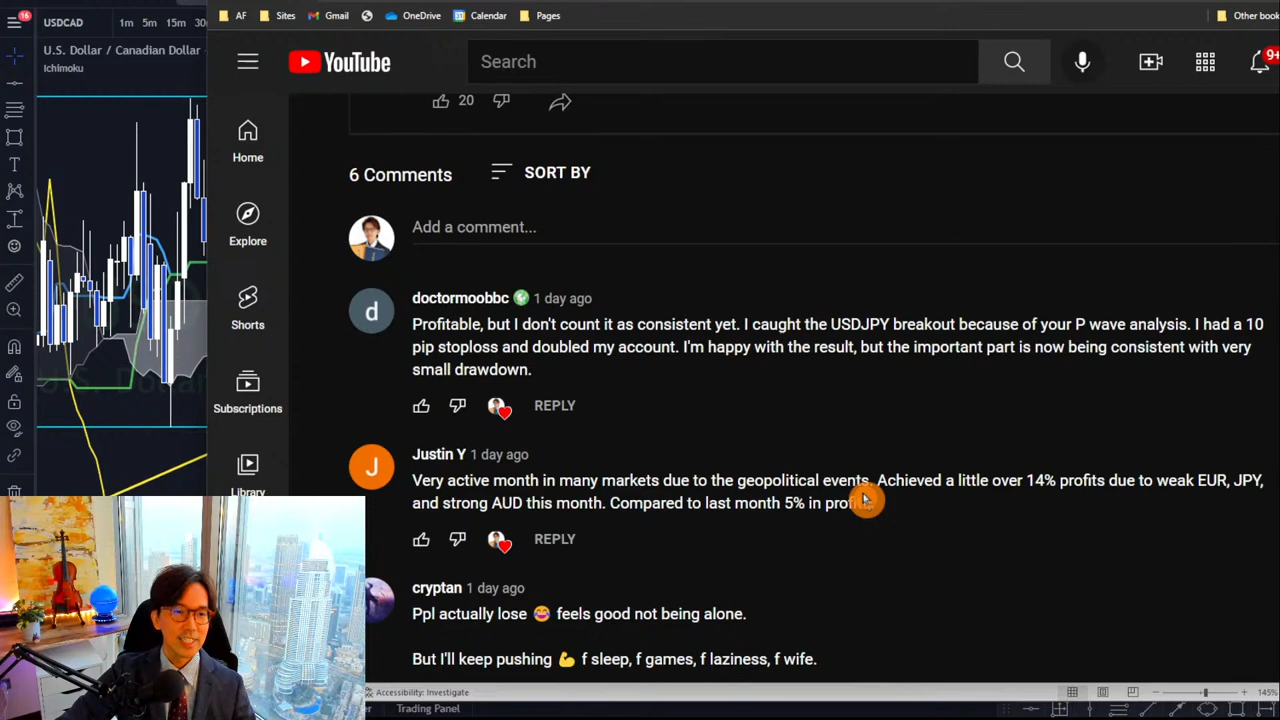 AF Sites Gmail OneDrive Calendar Pages Other book
16 USDCAD 1m 5m 15m 30
U.S. Dollar / Canadian Dollar
Ichimoku
YouTube Search 9+
20
Home
Explore
Shorts
Subscriptions
Library
6 Comments SORT BY
Add a comment...
d
doctormoobbc 1 day ago
Profitable, but I don't count it as consistent yet. I caught the USDJPY breakout because of your P wave analysis. I had a 10
pip stoploss and doubled my account. I'm happy with the result, but the important part is now being consistent with very
small drawdown.
REPLY
J
Justin Y 1 day ago
Very active month in many markets due to the geopolitical events. Achieved a little over 14% profits due to weak EUR, JPY,
and strong AUD this month. Compared to last month 5% in
REPLY
cryptan 1 day ago
Ppl actually lose 😂 feels good not being alone.
But I'll keep pushing 💪 f sleep, f games, f laziness, f wife.
Accessibility: Investigate 145%
Trading Panel